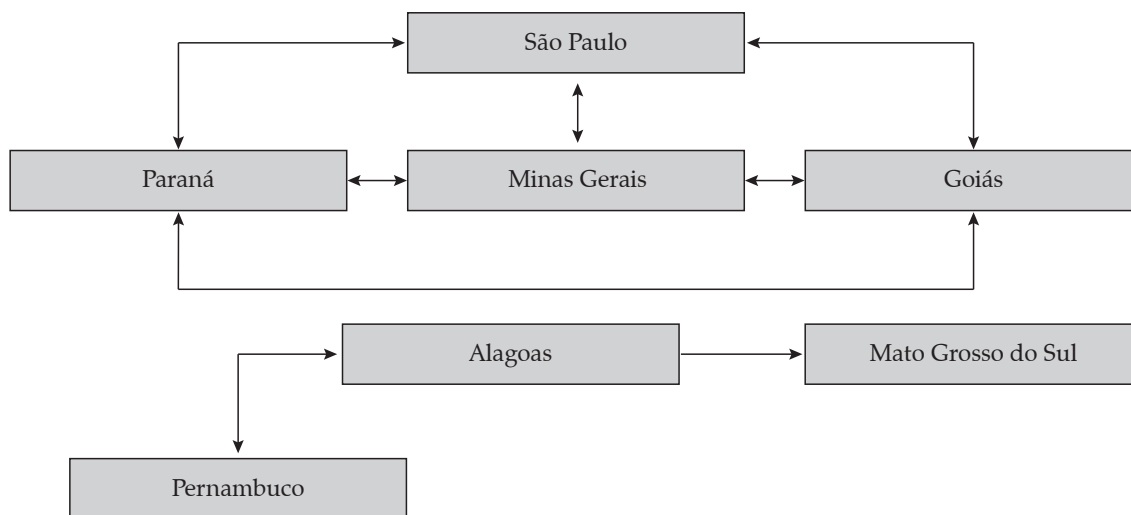 São Paulo
Paraná
Minas Gerais
Goiás
Alagoas
Mato Grosso do Sul
Pernambuco